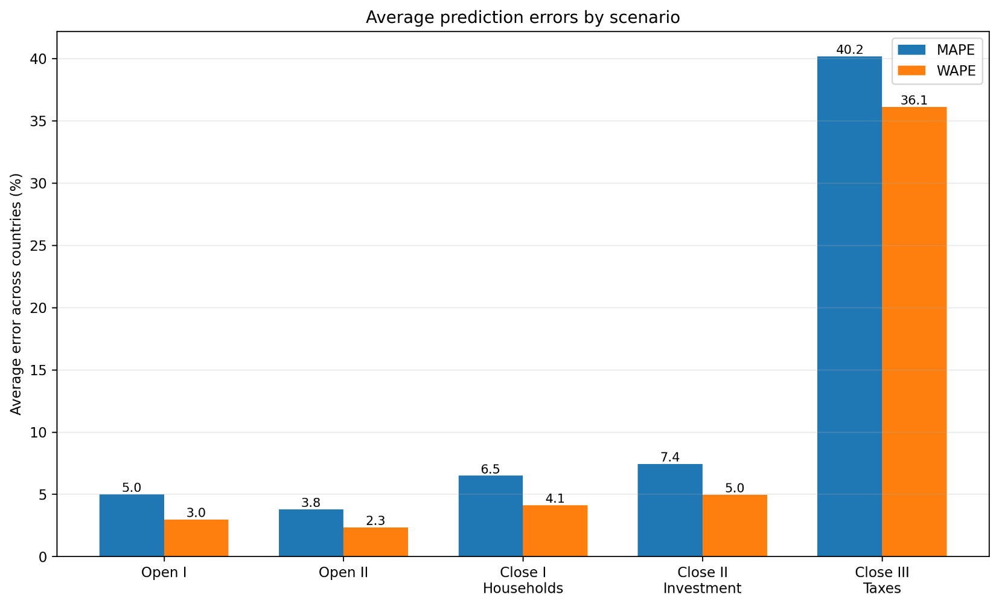 Average prediction errors by scenario
MAPE
WAPE
Average error across countries (%)
40
35
30
25
20
15
10
5
0
5.0
3.0
3.8
2.3
6.5
4.1
7.4
5.0
40.2
36.1
Open I
Open II
Close I
Households
Close II
Investment
Close III
Taxes